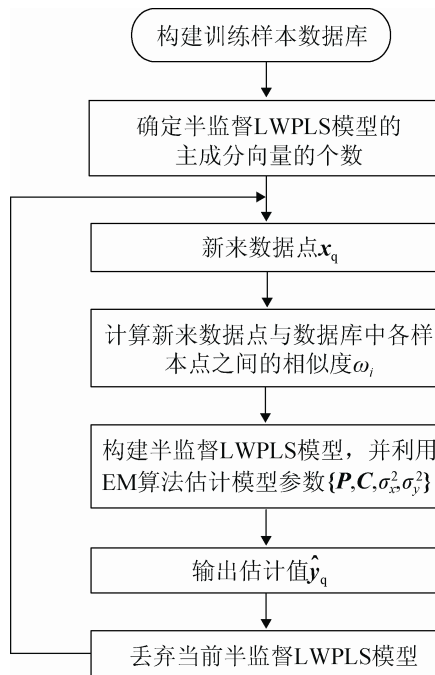 构建训练样本数据库
确定半监督LWPLS模型的
主成分向量的个数
新来数据点xq
计算新来数据点与数据库中各样
本点之间的相似度ωi
构建半监督LWPLS模型，并利用
EM算法估计模型参数{P,C,σx²,σy²}
输出估计值ŷq
丢弃当前半监督LWPLS模型